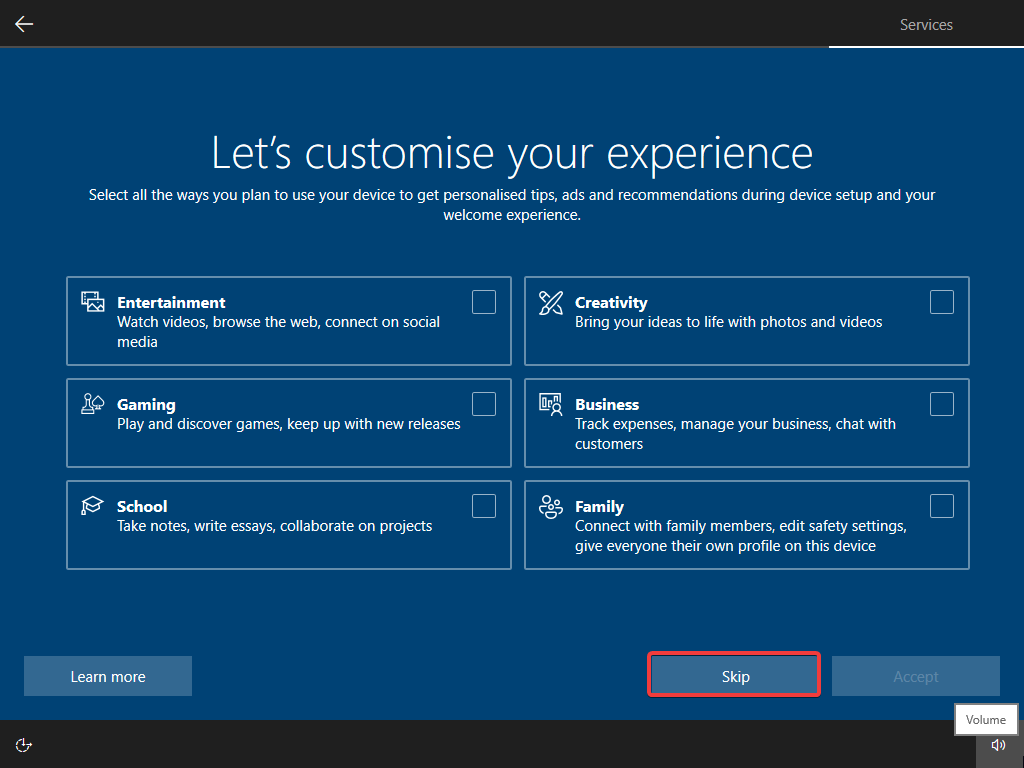 Services
Let's customise your experience
Select all the ways you plan to use your device to get personalised tips, ads and recommendations during device setup and your
welcome experience.
Entertainment
Watch videos, browse the web, connect on social
media
Creativity
Bring your ideas to life with photos and videos
Gaming
Play and discover games, keep up with new releases
Business
Track expenses, manage your business, chat with
customers
School
Take notes, write essays, collaborate on projects
Family
Connect with family members, edit safety settings,
give everyone their own profile on this device
Learn more
Skip
Accept
Volume